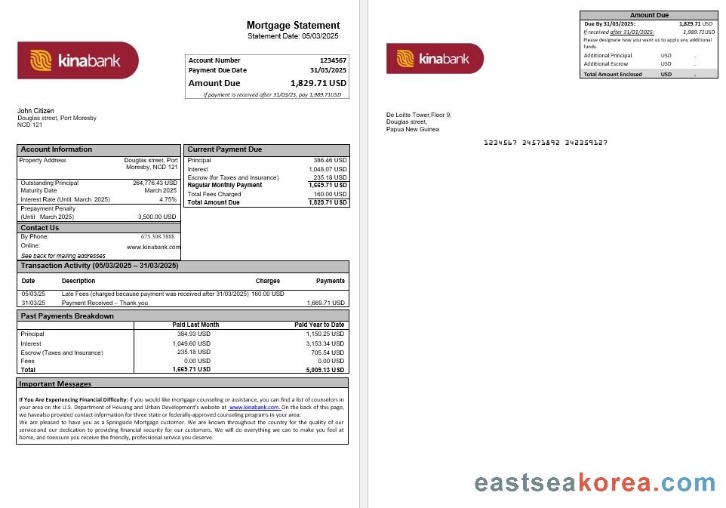 Mortgage Statement
Statement Date: 05/03/2025
kinabank
Account Number 1234567
Payment Due Date 31/03/2025
Amount Due 1,829.71 USD
If payment is received after 31/03/25, pay 1,989.71USD
John Citizen
Douglas street, Port Moresby
NCD 121
Account Information
Property Address Douglas street, Port
Moresby, NCD 121
Outstanding Principal 264,776.43 USD
Maturity Date March 2025
Interest Rate (Until March 2025) 4.75%
Prepayment Penalty
(Until March 2025) 3,500.00 USD
Contact Us
By Phone:
Online: www.kinabank.com
See back for mailing addresses
Current Payment Due
Principal 386.46 USD
Interest 1,048.07 USD
Escrow (for Taxes and Insurance) 235.18 USD
Regular Monthly Payment 1,669.71 USD
Total Fees Charged 160.00 USD
Total Amount Due 1,829.71 USD
Transaction Activity (05/03/2025 – 31/03/2025)
Date Description Charges Payments
05/03/25 Late Fees (charged because payment was received after 31/03/2025) 160.00 USD
31/03/25 Payment Received – Thank you 1,669.71 USD
Past Payments Breakdown
Paid Last Month Paid Year to Date
Principal 384.93 USD 1,150.25 USD
Interest 1,049.60 USD 3,153.34 USD
Escrow (Taxes and Insurance) 235.18 USD 705.54 USD
Fees 0.00 USD 0.00 USD
Total 1,669.71 USD 5,009.13 USD
Important Messages
If You Are Experiencing Financial Difficulty: if you would like mortgage counseling or assistance, you can find a list of counselors in
your area on the U.S. Department of Housing and Urban Development's website at www.kinabank.com. On the back of this page,
we havealso provided contact information for three state or federally-approved counseling programs in your area.
We are pleased to have you as a Springside Mortgage customer. We are known throughout the country for the quality of our
service and our dedication to providing financial security for our customers. We will do everything we can to make you feel at
home, and to ensure you receive the friendly, professional service you deserve.
kinabank
Amount Due
Due By 31/03/2025: 1,829.71 USD
If received after 31/03/2025: 1,989.71USD
Please designate how you want us to apply any additional
funds.
Additional Principal USD .
Additional Escrow USD .
Total Amount Enclosed USD .
De Loitte Tower,Floor 9,
Douglas street,
Papua New Guinea
1234567 34571892 342359127
eastseakorea.com